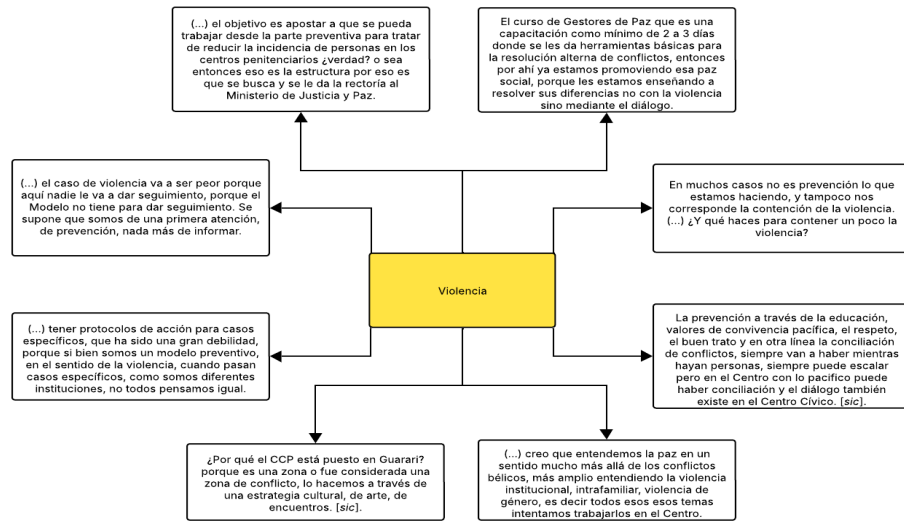 (...) el objetivo es apostar a que se pueda
trabajar desde la parte preventiva para tratar
de reducir la incidencia de personas en los
centros penitenciarios ¿verdad? o sea
entonces eso es la estructura por eso es
que se busca y se le da la rectoría al
Ministerio de Justicia y Paz.
El curso de Gestores de Paz que es una
capacitación como mínimo de 2 a 3 días
donde se les da herramientas básicas para
la resolución alterna de conflictos, entonces
por ahí ya estamos promoviendo esa paz
social, porque les estamos enseñando a
resolver sus diferencias no con la violencia
sino mediante el diálogo.
(...) el caso de violencia va a ser peor porque
aquí nadie le va a dar seguimiento, porque el
Modelo no tiene para dar seguimiento. Se
supone que somos de una primera atención,
de prevención, nada más de informar.
En muchos casos no es prevención lo que
estamos haciendo, y tampoco nos
corresponde la contención de la violencia.
(...) ¿Y qué haces para contener un poco la
violencia?
Violencia
(...) tener protocolos de acción para casos
específicos, que ha sido una gran debilidad,
porque si bien somos un modelo preventivo,
en el sentido de la violencia, cuando pasan
casos específicos, como somos diferentes
instituciones, no todos pensamos igual.
La prevención a través de la educación,
valores de convivencia pacífica, el respeto,
el buen trato y en otra línea la conciliación
de conflictos, siempre van a haber mientras
hayan personas, siempre puede escalar
pero en el Centro con lo pacifico puede
haber conciliación y el diálogo también
existe en el Centro Cívico. [sic].
¿Por qué el CCP está puesto en Guarari?
porque es una zona o fue considerada una
zona de conflicto, lo hacemos a través de
una estrategia cultural, de arte, de
encuentros. [sic].
(...) creo que entendemos la paz en un
sentido mucho más allá de los conflictos
bélicos, más amplio entendiendo la violencia
institucional, intrafamiliar, violencia de
género, es decir todos esos esos temas
intentamos trabajarlos en el Centro.